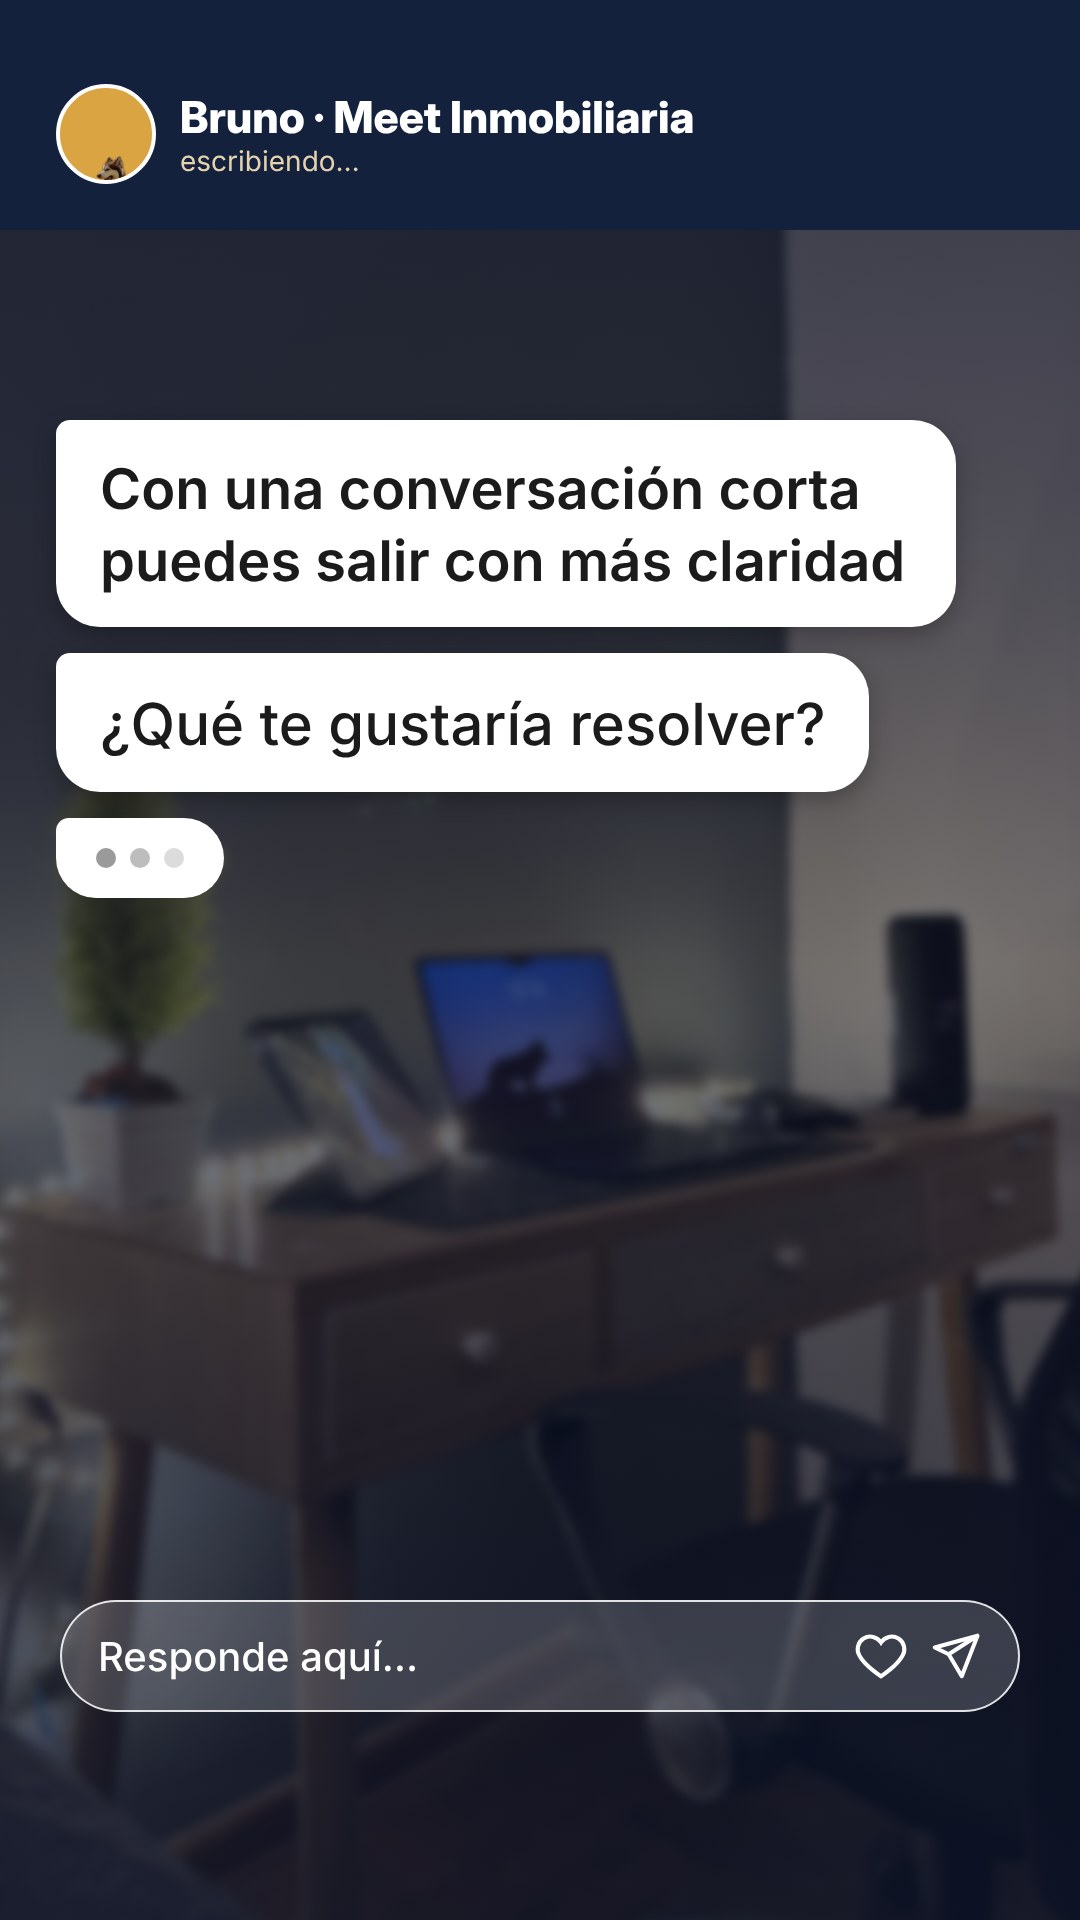 Bruno · Meet Inmobiliaria
escribiendo...
Con una conversación corta
puedes salir con más claridad
¿Qué te gustaría resolver?
Responde aquí...